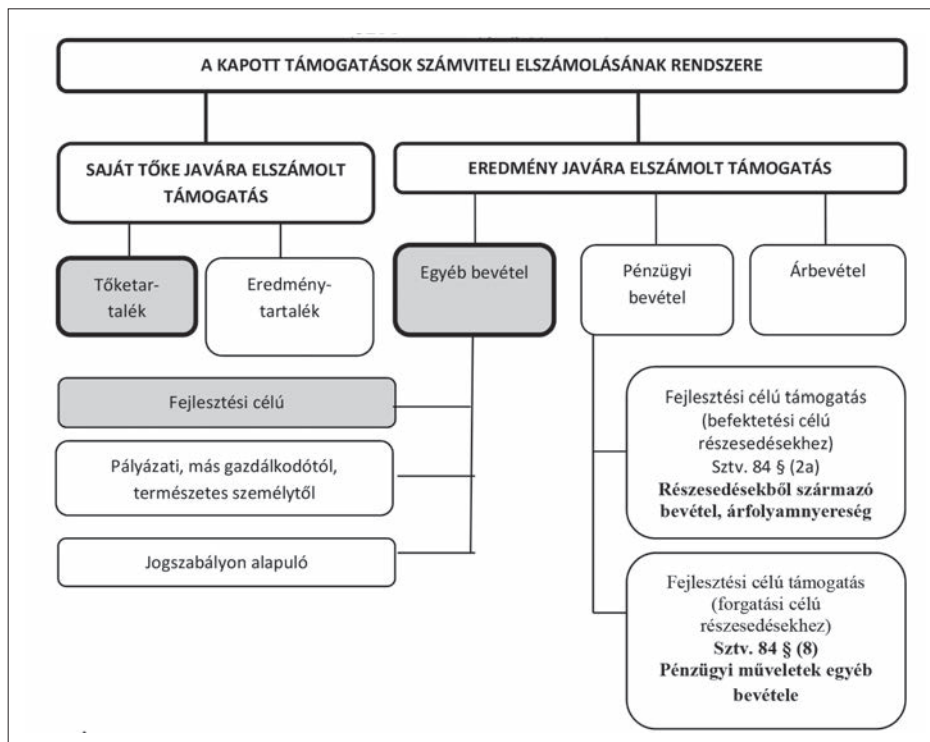 A KAPOTT TÁMOGATÁSOK SZÁMVITELI ELSZÁMOLÁSÁNAK RENDSZERE
SAJÁT TŐKE JAVÁRA ELSZÁMOLT
TÁMOGATÁS
EREDMÉNY JAVÁRA ELSZÁMOLT TÁMOGATÁS
Tőketar-
talék
Eredmény-
tartalék
Egyéb bevétel
Pénzügyi
bevétel
Árbevétel
Fejlesztési célú
Pályázati, más gazdálkodótól,
természetes személytől
Jogszabályon alapuló
Fejlesztési célú támogatás
(befektetési célú
részesedésekhez)
Sztv. 84 § (2a)
Részesedésekből származó
bevétel, árfolyamnyereség
Fejlesztési célú támogatás
(forgatási célú
részesedésekhez)
Sztv. 84 § (8)
Pénzügyi műveletek egyéb
bevétele